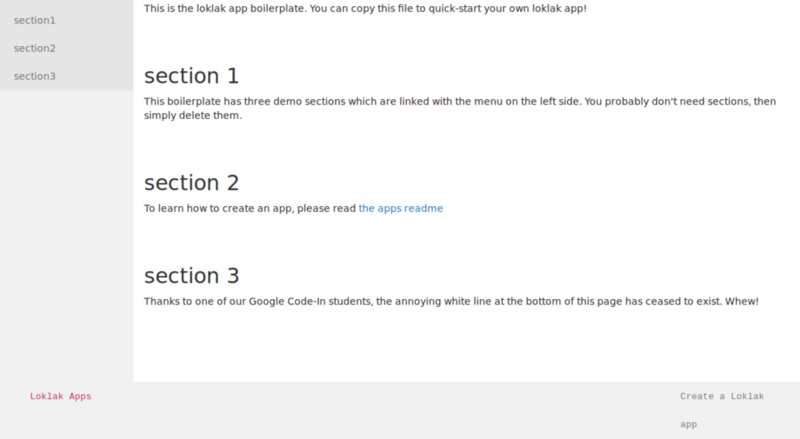 section1
section2
section3
This is the loklak app boilerplate. You can copy this file to quick-start your own loklak app!
section 1
This boilerplate has three demo sections which are linked with the menu on the left side. You probably don't need sections, then
simply delete them.
section 2
To learn how to create an app, please read the apps readme
section 3
Thanks to one of our Google Code-In students, the annoying white line at the bottom of this page has ceased to exist. Whew!
Loklak Apps
Create a Loklak
app